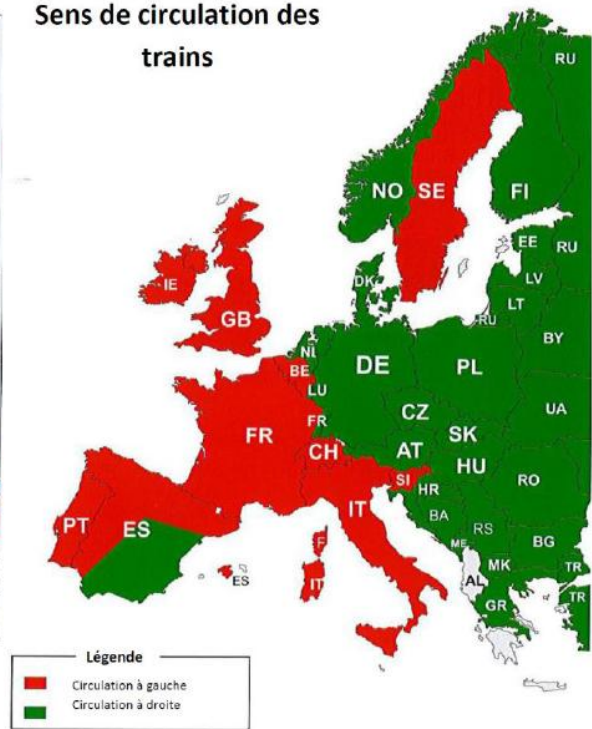 Sens de circulation des
trains
RU
NO SE FI
EE RU
LV
DK
LT
RU
IE
GB
BY
NL
DE PL
BE
LU
CZ UA
FR
FR
SK
AT
CH HU
SI RO
HR
IT
BA
RS
PT ES
ME BG
F
MK TR
AL
ES IT TR
GR
Légende
Circulation à gauche
Circulation à droite